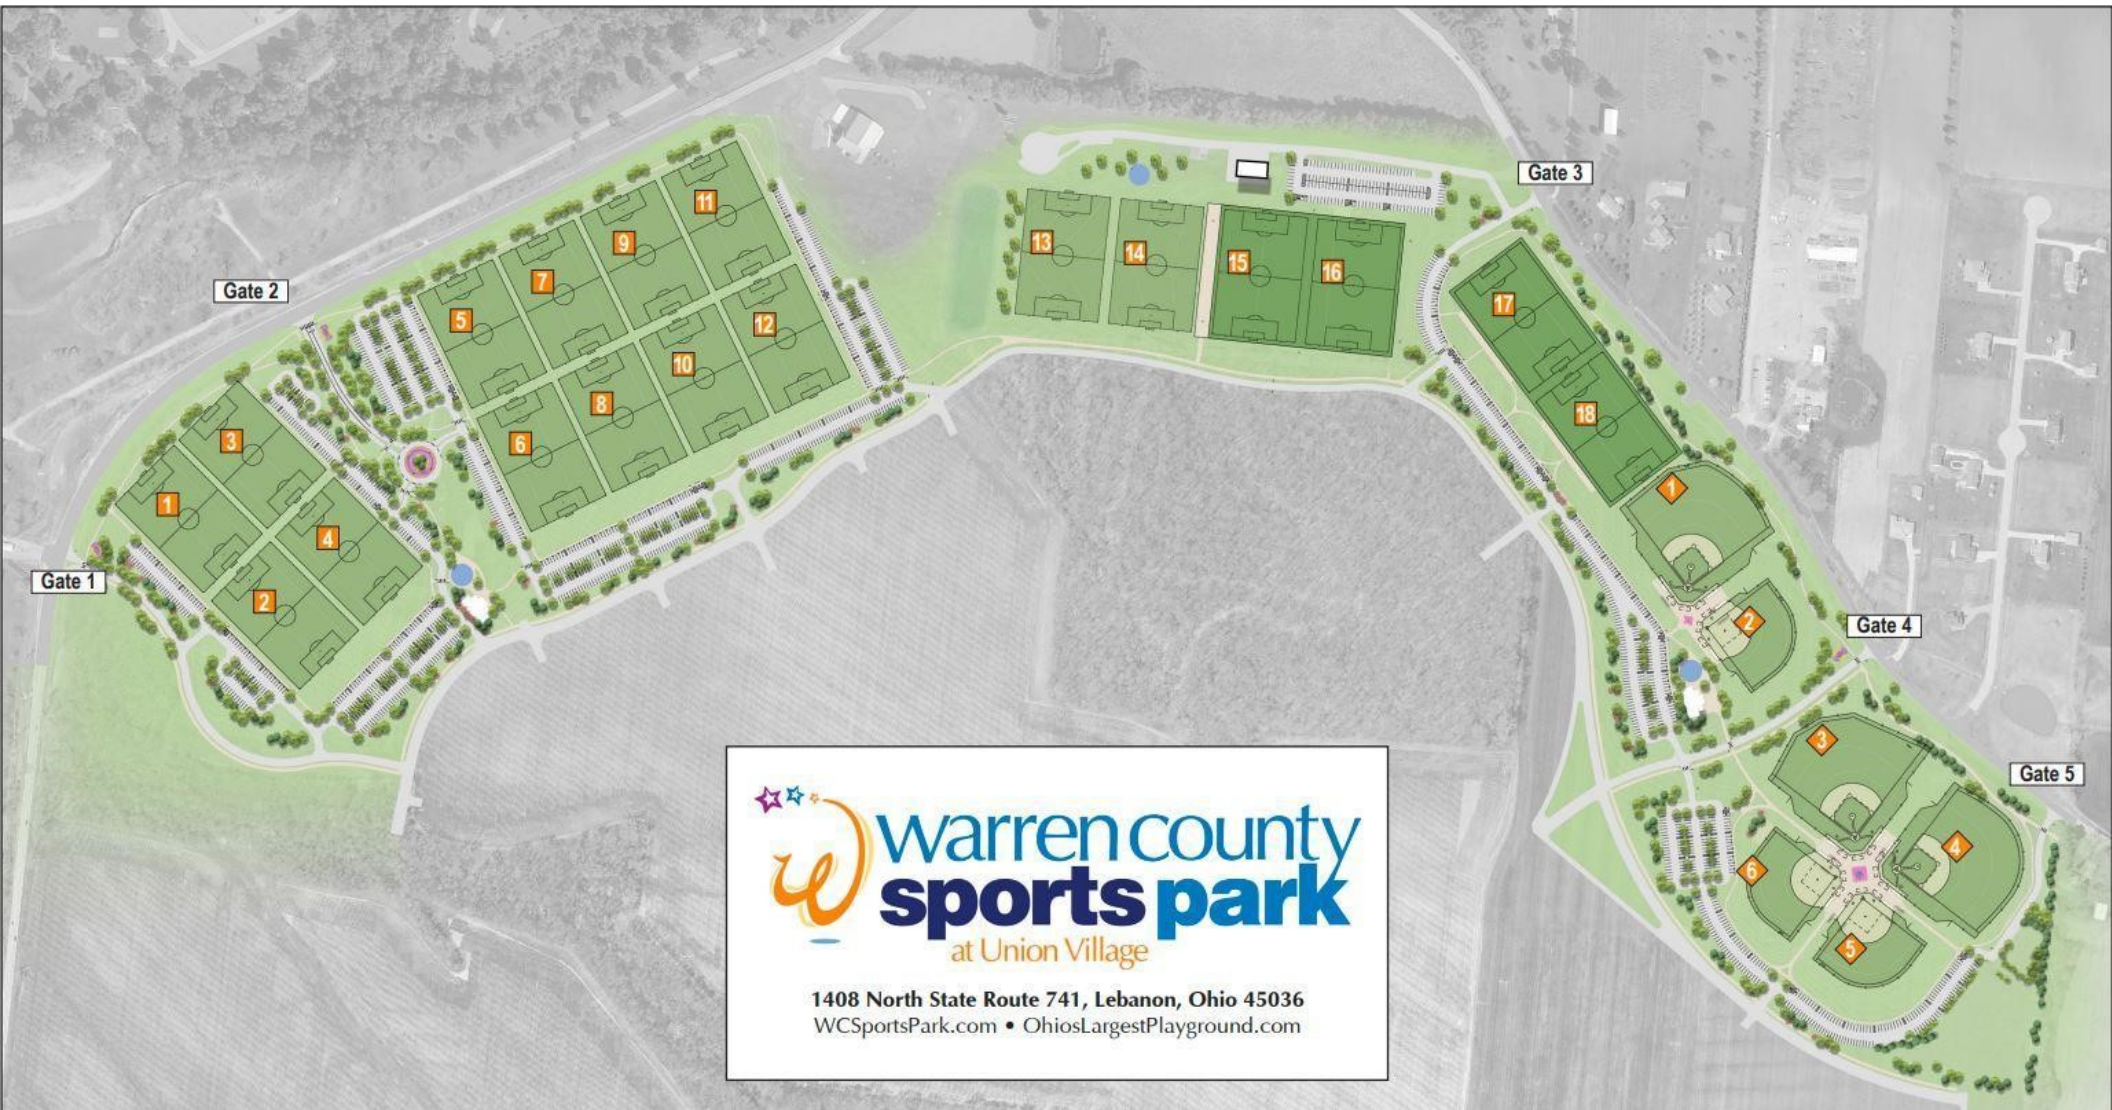 11
9
Gate 3
7
13
14
15
16
Gate 2
5
12
17
10
8
18
3
6
1
1
4
Gate 1
2
2
Gate 4
3
Gate 5
4
6
5
warren county
sports park
at Union Village
1408 North State Route 741, Lebanon, Ohio 45036
WCSportsPark.com • OhiosLargestPlayground.com